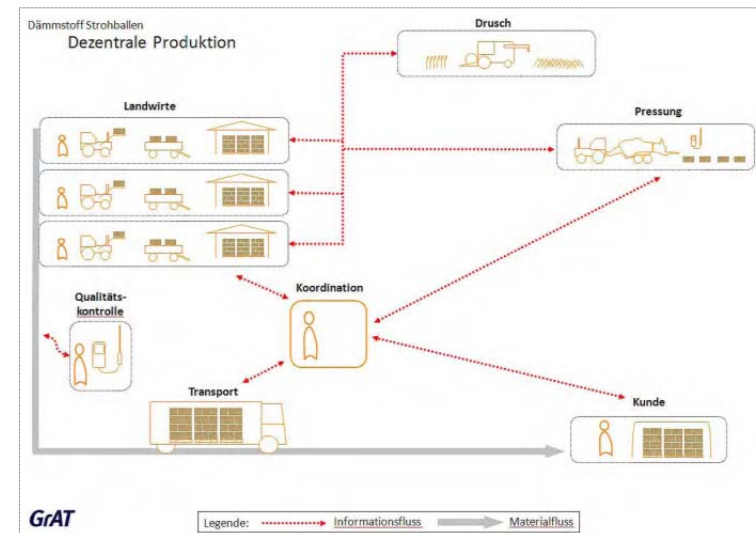 Dämmstoff Strohballen
Dezentrale Produktion
Drusch
Landwirte
Pressung
Qualitäts-
kontrolle
Koordination
Transport
Kunde
GrAT
Legende: Informationsfluss Materialfluss